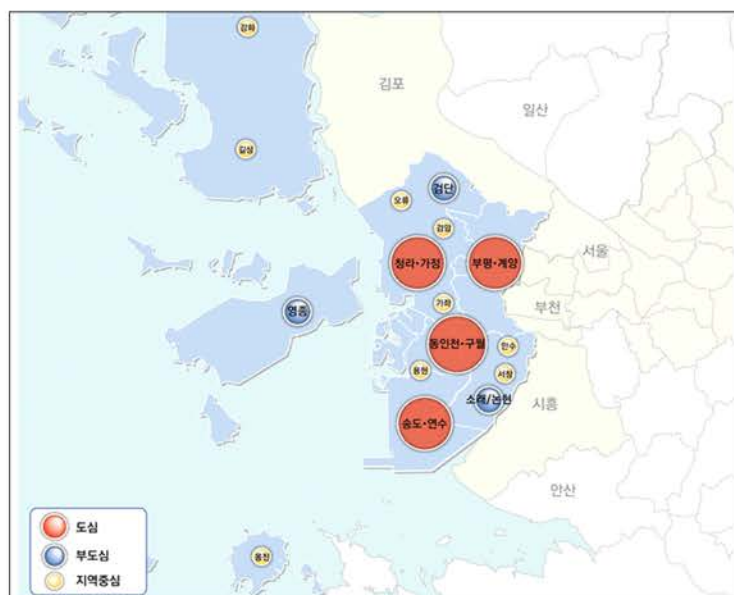 강화
김포
일산
길상
검단
오류
검암
청라·가정
부평·계양
서울
영종
가좌
부천
동인천·구월
만수
용현
서창
소래/논현
시흥
송도·연수
안산
도심
옹진
부도심
지역중심